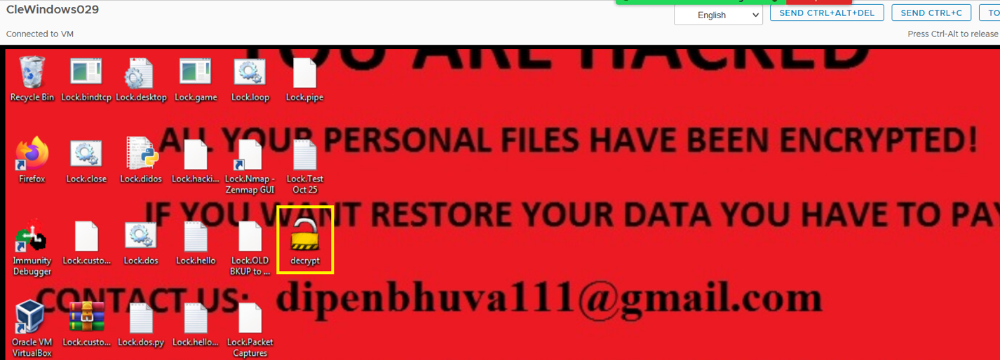 CleWindows029
English
SEND CTRL+ALT+DEL
SEND CTRL+C
TO
Connected to VM
Press Ctrl-Alt to release
YOU ARE HACKED
Recycle Bin
Lock.bindtcp
Lock.desktop
Lock.game
Lock.loop
Lock.pipe
ALL YOUR PERSONAL FILES HAVE BEEN ENCRYPTED!
Firefox
Lock.close
Lock.didos
Lock.hacki...
Lock.Nmap -
Zenmap GUI
Lock.Test
Oct 25
IF YOU WANT RESTORE YOUR DATA YOU HAVE TO PAY
Immunity
Debugger
Lock.custo...
Lock.dos
Lock.hello
Lock.OLD
BKUP to ...
decrypt
CONTACT US: dipenbhuva111@gmail.com
Oracle VM
VirtualBox
Lock.custo...
Lock.dos.py
Lock.hello...
Lock.Packet
Captures